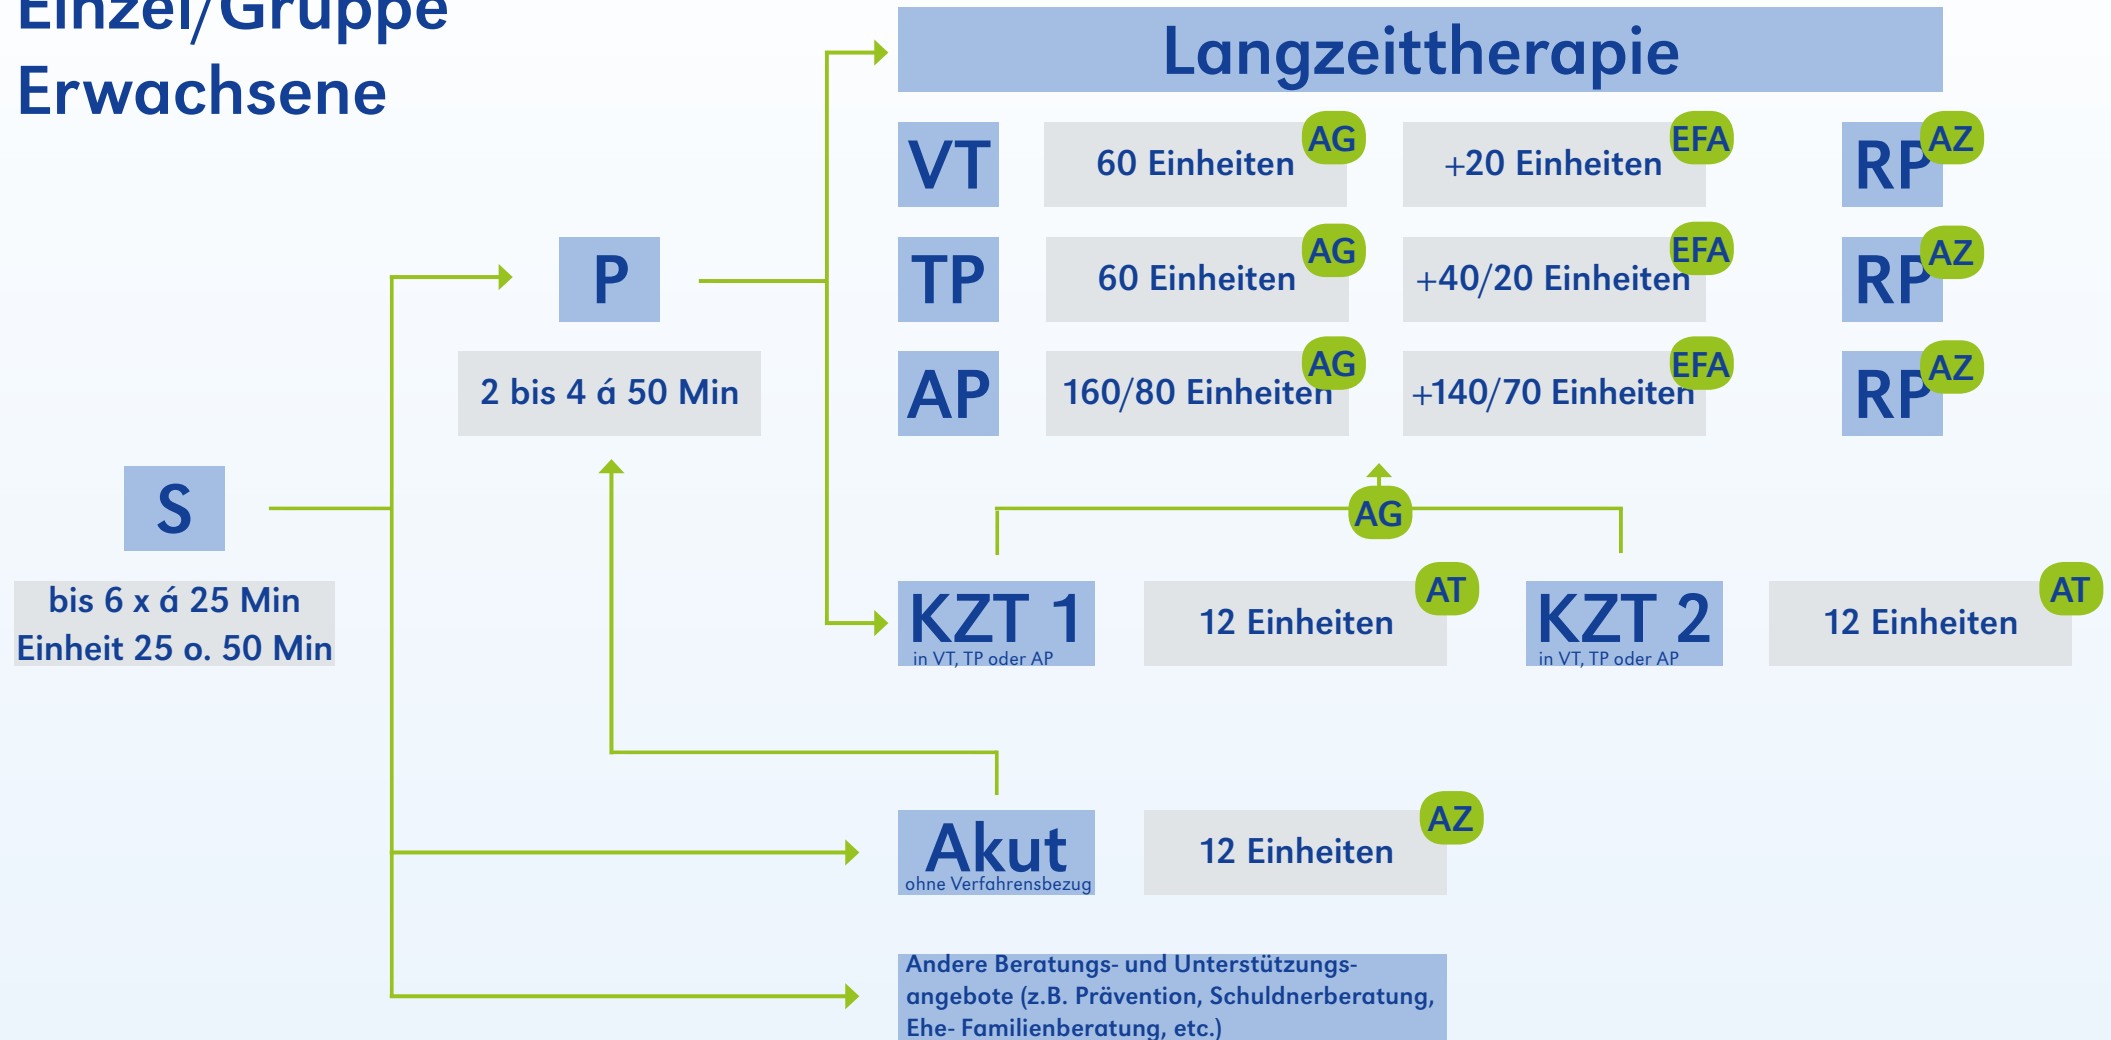 Einzel/Gruppe
Erwachsene
Langzeittherapie
VT
60 Einheiten
AG
+20 Einheiten
EFA
RP
AZ
P
TP
60 Einheiten
AG
+40/20 Einheiten
EFA
RP
AZ
2 bis 4 á 50 Min
AP
160/80 Einheiten
AG
+140/70 Einheiten
EFA
RP
AZ
S
AG
bis 6 x á 25 Min
Einheit 25 o. 50 Min
KZT 1
in VT, TP oder AP
12 Einheiten
AT
KZT 2
in VT, TP oder AP
12 Einheiten
AT
Akut
ohne Verfahrensbezug
12 Einheiten
AZ
Andere Beratungs- und Unterstützungs-
angebote (z.B. Prävention, Schuldnerberatung,
Ehe- Familienberatung, etc.)